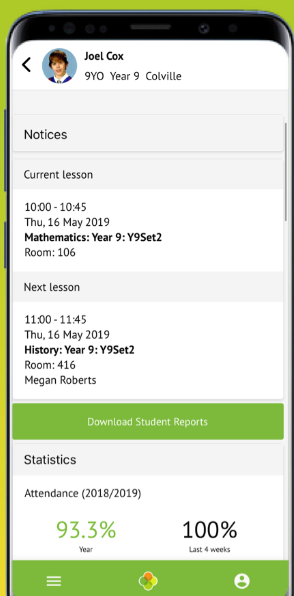 Joel Cox
9YO Year 9 Colville
Notices
Current lesson
10:00 - 10:45
Thu, 16 May 2019
Mathematics: Year 9: Y9Set2
Room: 106
Next lesson
11:00 - 11:45
Thu, 16 May 2019
History: Year 9: Y9Set2
Room: 416
Megan Roberts
Download Student Reports
Statistics
Attendance (2018/2019)
93.3% 100%
Year Last 4 weeks